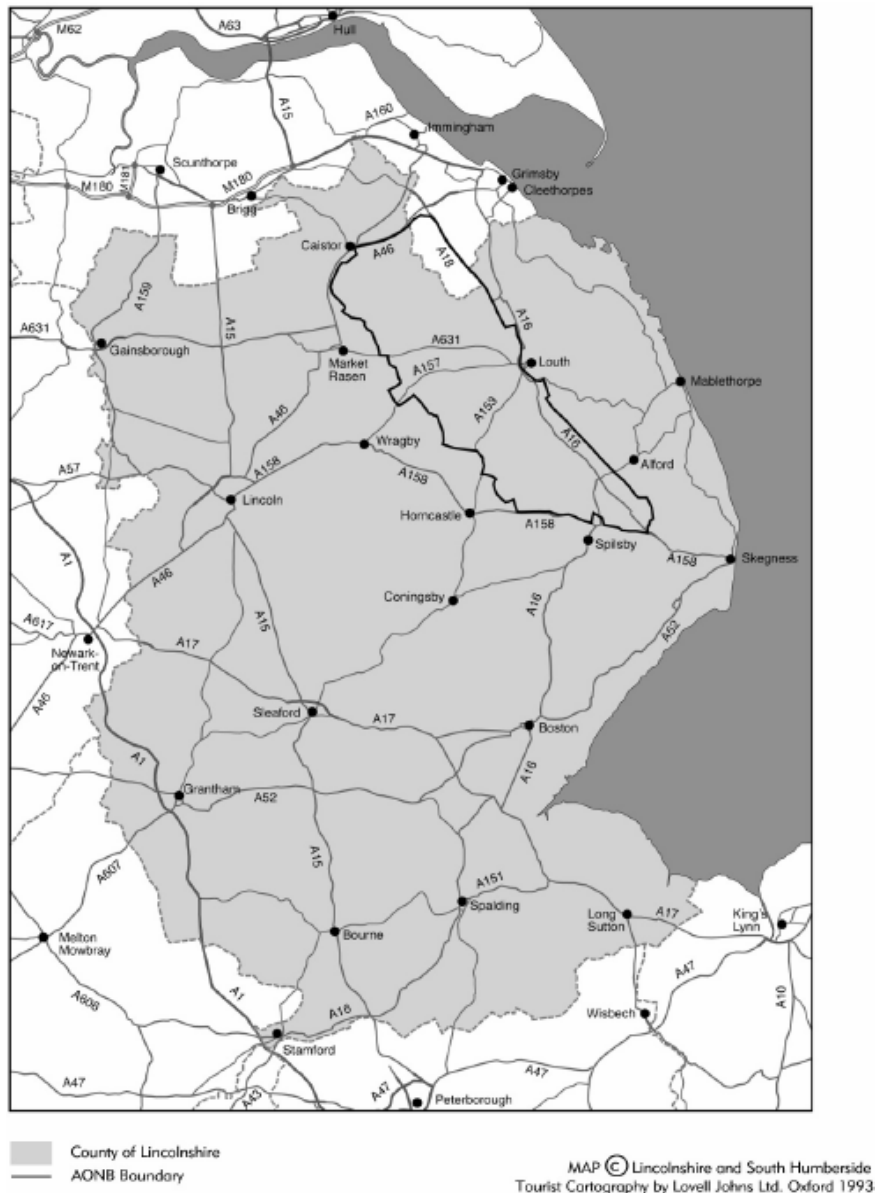 M62
A63
Hull
A15
A160
Immingham
Scunthorpe
M181
M180
M180
Brigg
Grimsby
Cleethorpes
Caistor
A46
A18
A159
A15
A16
A631
Gainsborough
Market
Rasen
A631
A157
Louth
Mablethorpe
A46
A153
A16
Wragby
Alford
A57
A158
A158
Lincoln
Horncastle
A158
Spilsby
A158
Skegness
A1
A46
Coningsby
A16
A52
A617
A15
Newark-
on-Trent
A17
A46
Sleaford
A17
Boston
A1
A16
Grantham
A52
A15
A607
A151
Spalding
Long
Sutton
A17
King's
Lynn
Melton
Mowbray
Bourne
A47
A10
A606
A1
A16
Wisbech
Stamford
A47
A43
A47
A47
Peterborough
County of Lincolnshire
AONB Boundary
MAP © Lincolnshire and South Humberside
Tourist Cartography by Lovell Johns Ltd. Oxford 1993